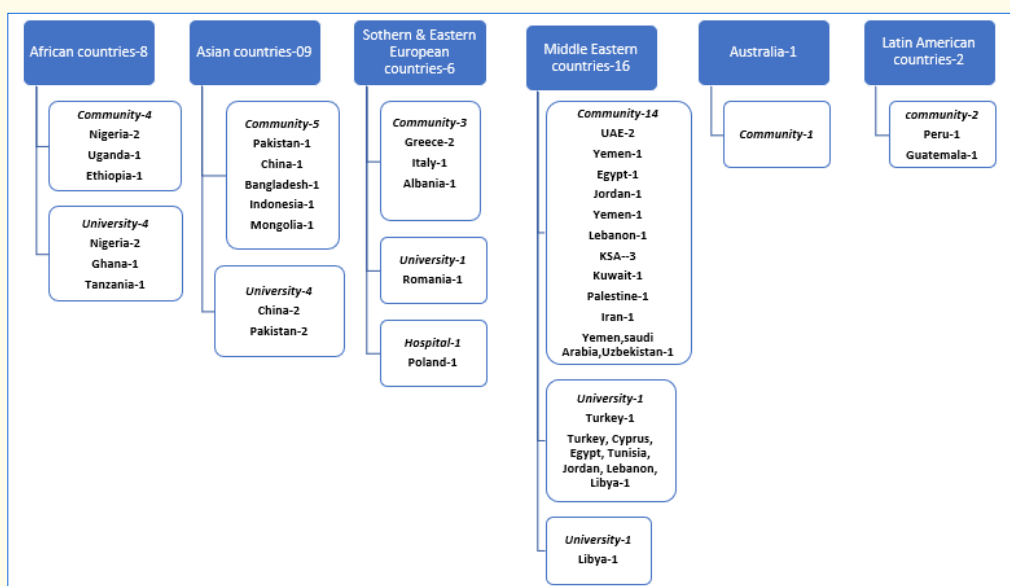 African countries-8
Community-4
Nigeria-2
Uganda-1
Ethiopia-1
University-4
Nigeria-2
Ghana-1
Tanzania-1
Asian countries-09
Community-5
Pakistan-1
China-1
Bangladesh-1
Indonesia-1
Mongolia-1
University-4
China-2
Pakistan-2
Sothern & Eastern
European
countries-6
Community-3
Greece-2
Italy-1
Albania-1
University-1
Romania-1
Hospital-1
Poland-1
Middle Eastern
countries-16
Community-14
UAE-2
Yemen-1
Egypt-1
Jordan-1
Yemen-1
Lebanon-1
KSA--3
Kuwait-1
Palestine-1
Iran-1
Yemen,saudi
Arabia,Uzbekistan-1
University-1
Turkey-1
Turkey, Cyprus,
Egypt, Tunisia,
Jordan, Lebanon,
Libya-1
University-1
Libya-1
Australia-1
Community-1
Latin American
countries-2
community-2
Peru-1
Guatemala-1